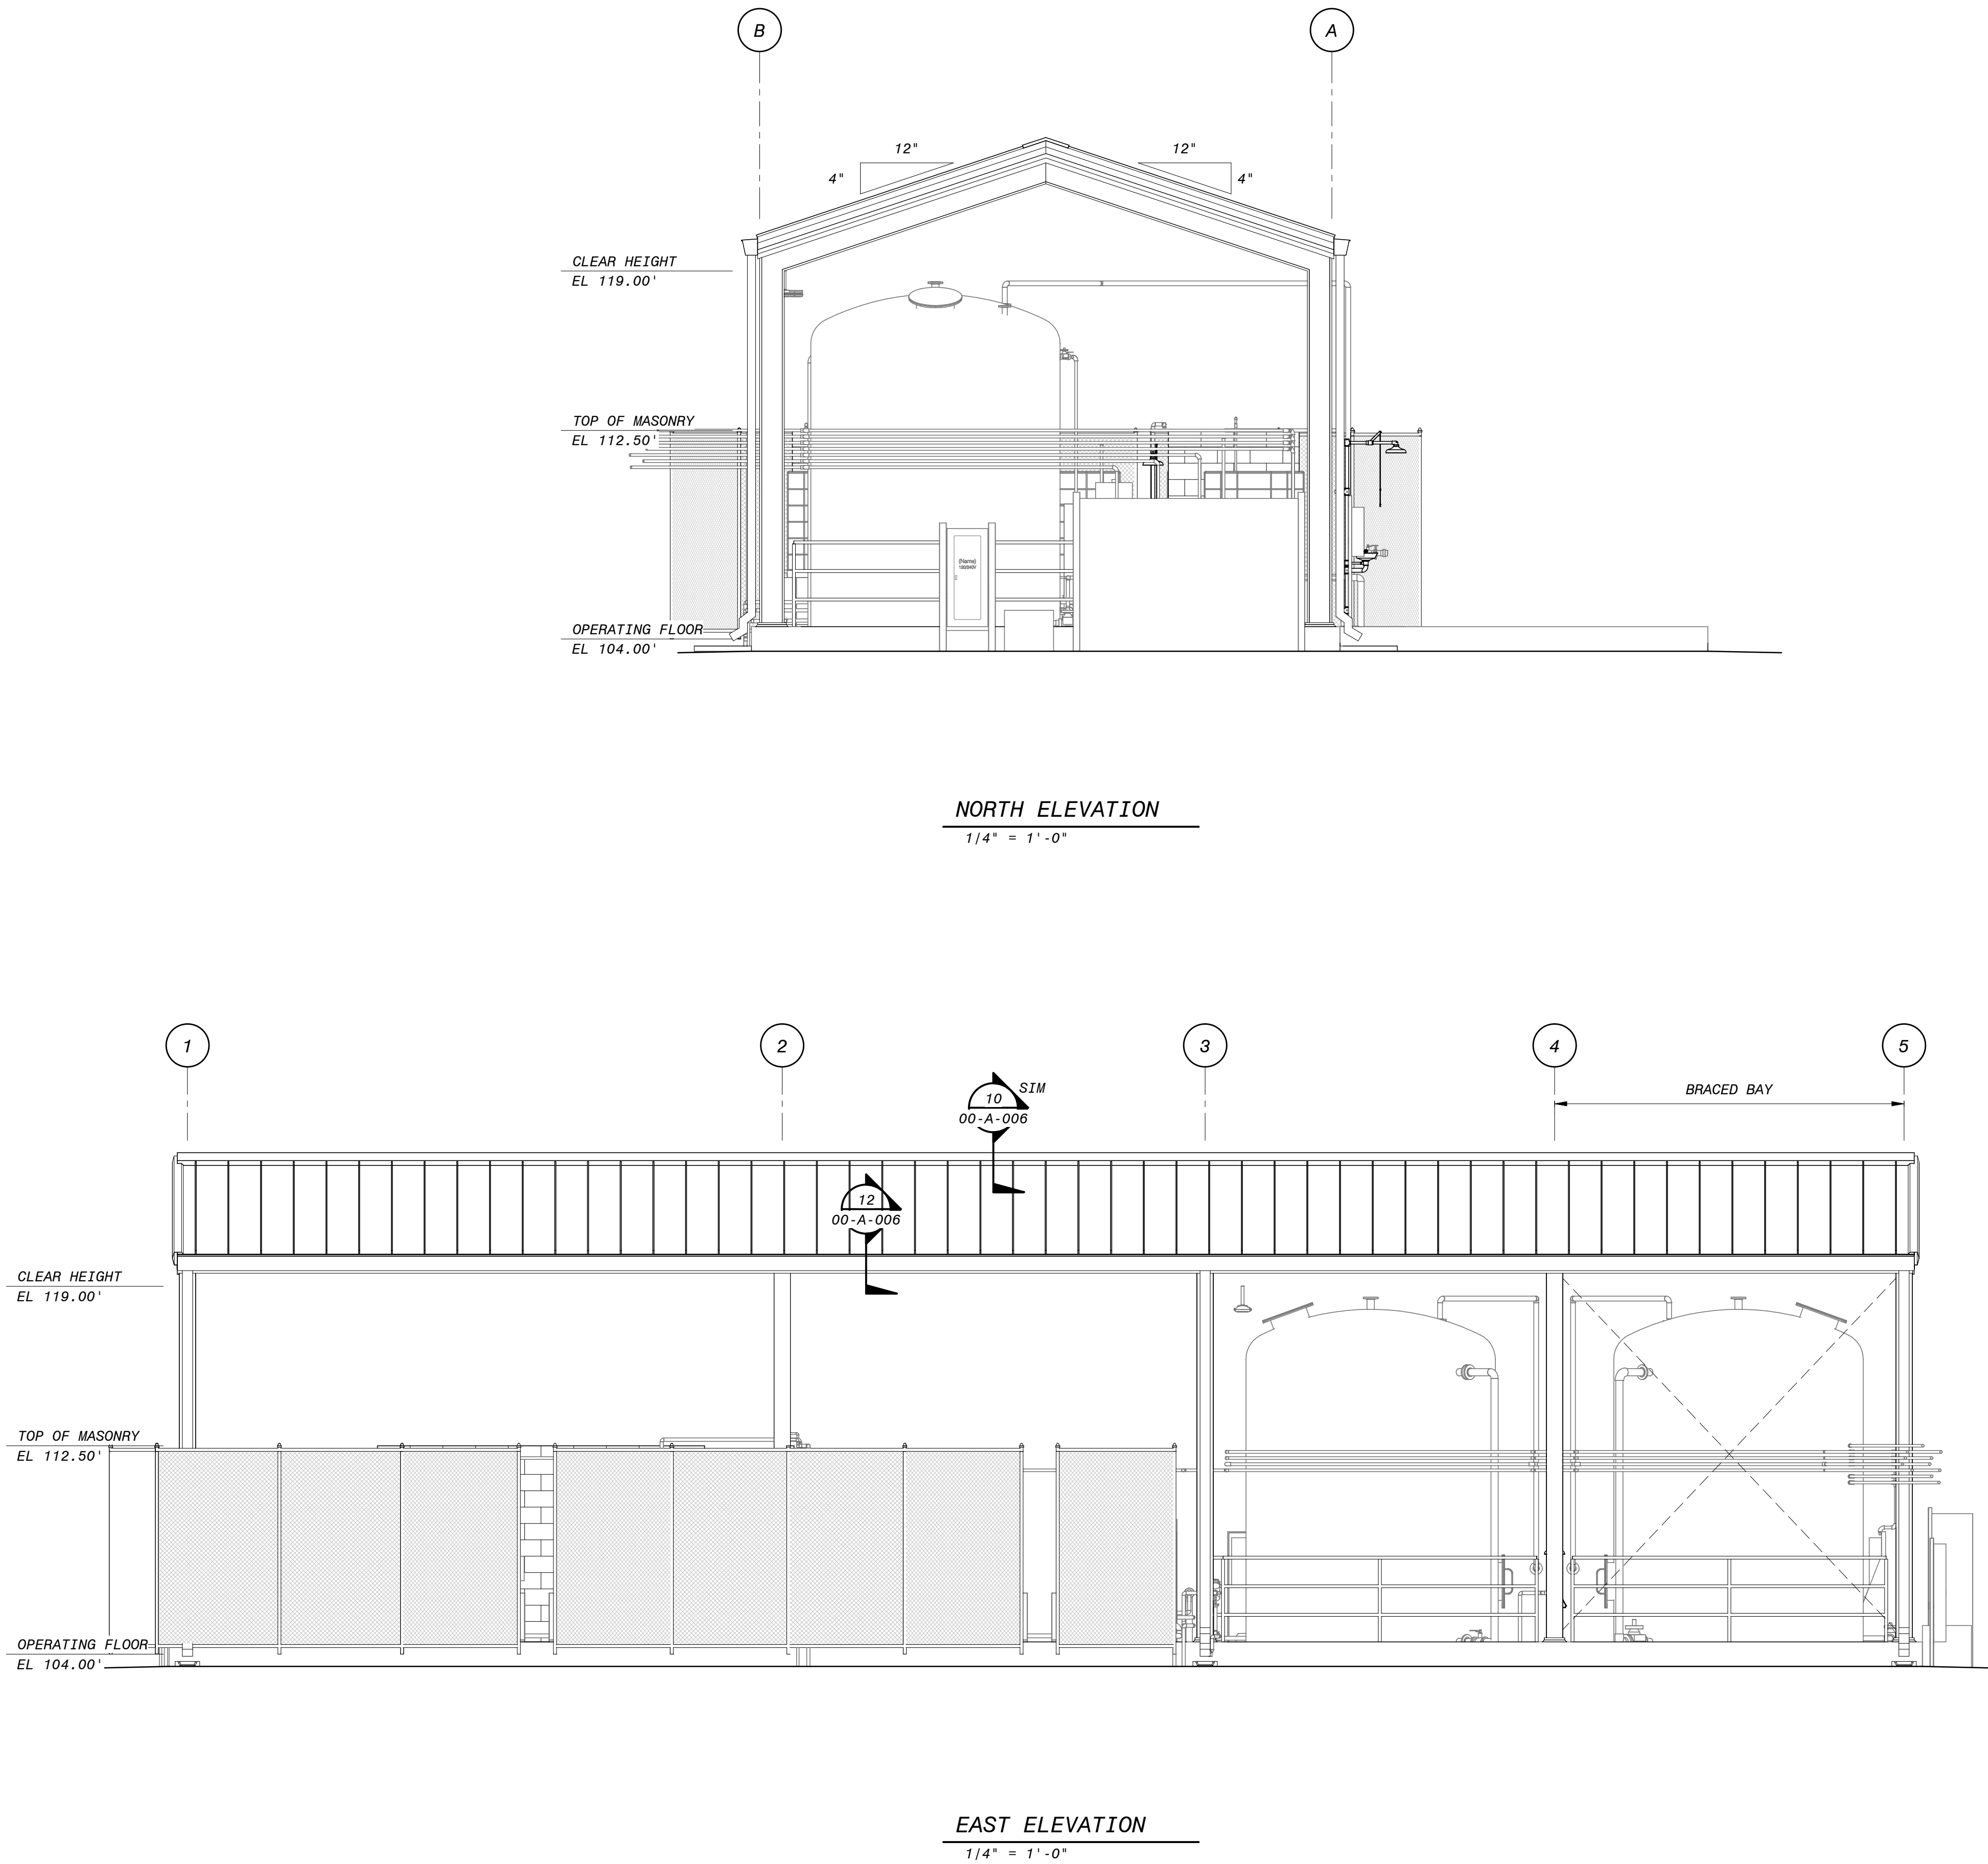 B
A
12"
12"
4"
4"
CLEAR HEIGHT
EL 119.00'
TOP OF MASONRY
EL 112.50'
(Name)
120/240V
OPERATING FLOOR
EL 104.00'
NORTH ELEVATION
1/4" = 1'-0"
1
2
3
4
5
10
SIM
00-A-006
BRACED BAY
12
00-A-006
CLEAR HEIGHT
EL 119.00'
TOP OF MASONRY
EL 112.50'
OPERATING FLOOR
EL 104.00'
EAST ELEVATION
1/4" = 1'-0"